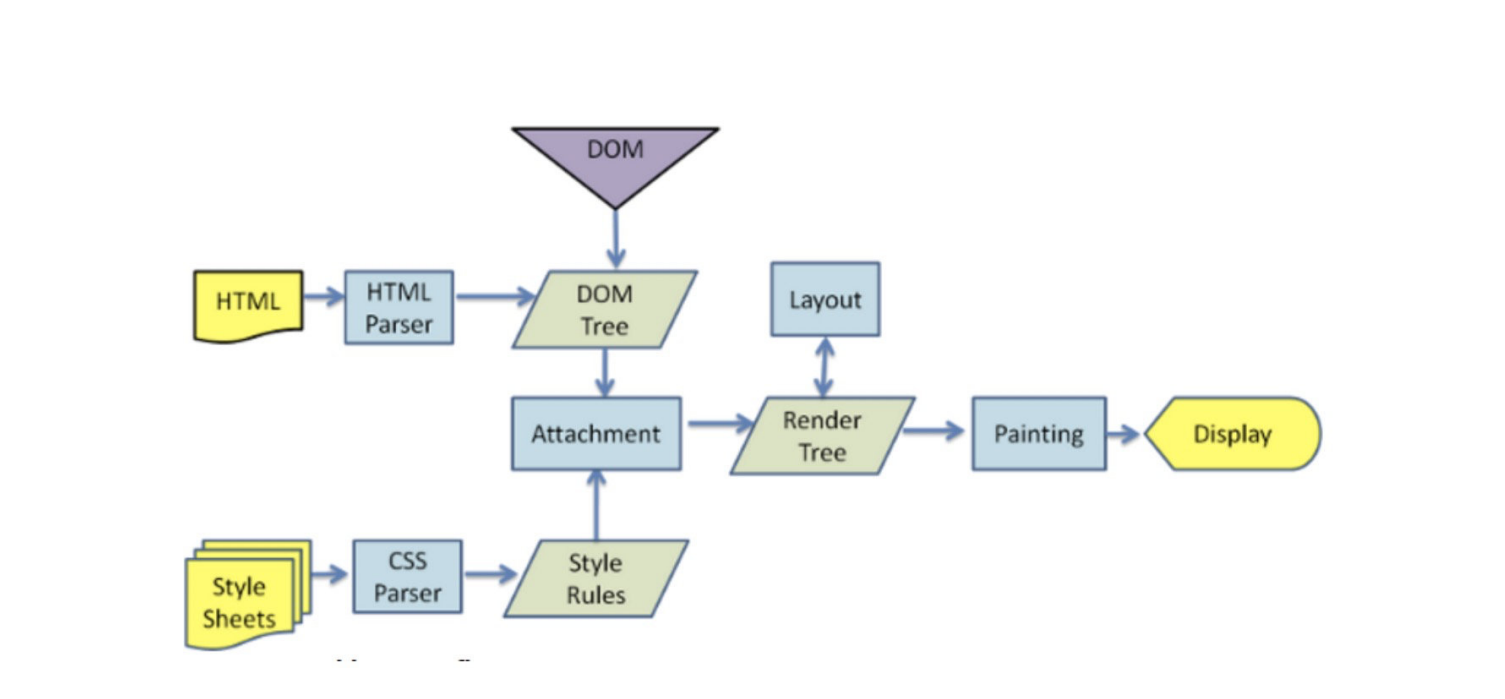 DOM
HTML
HTML
Parser
DOM
Tree
Layout
Attachment
Render
Tree
Painting
Display
Style
Sheets
CSS
Parser
Style
Rules